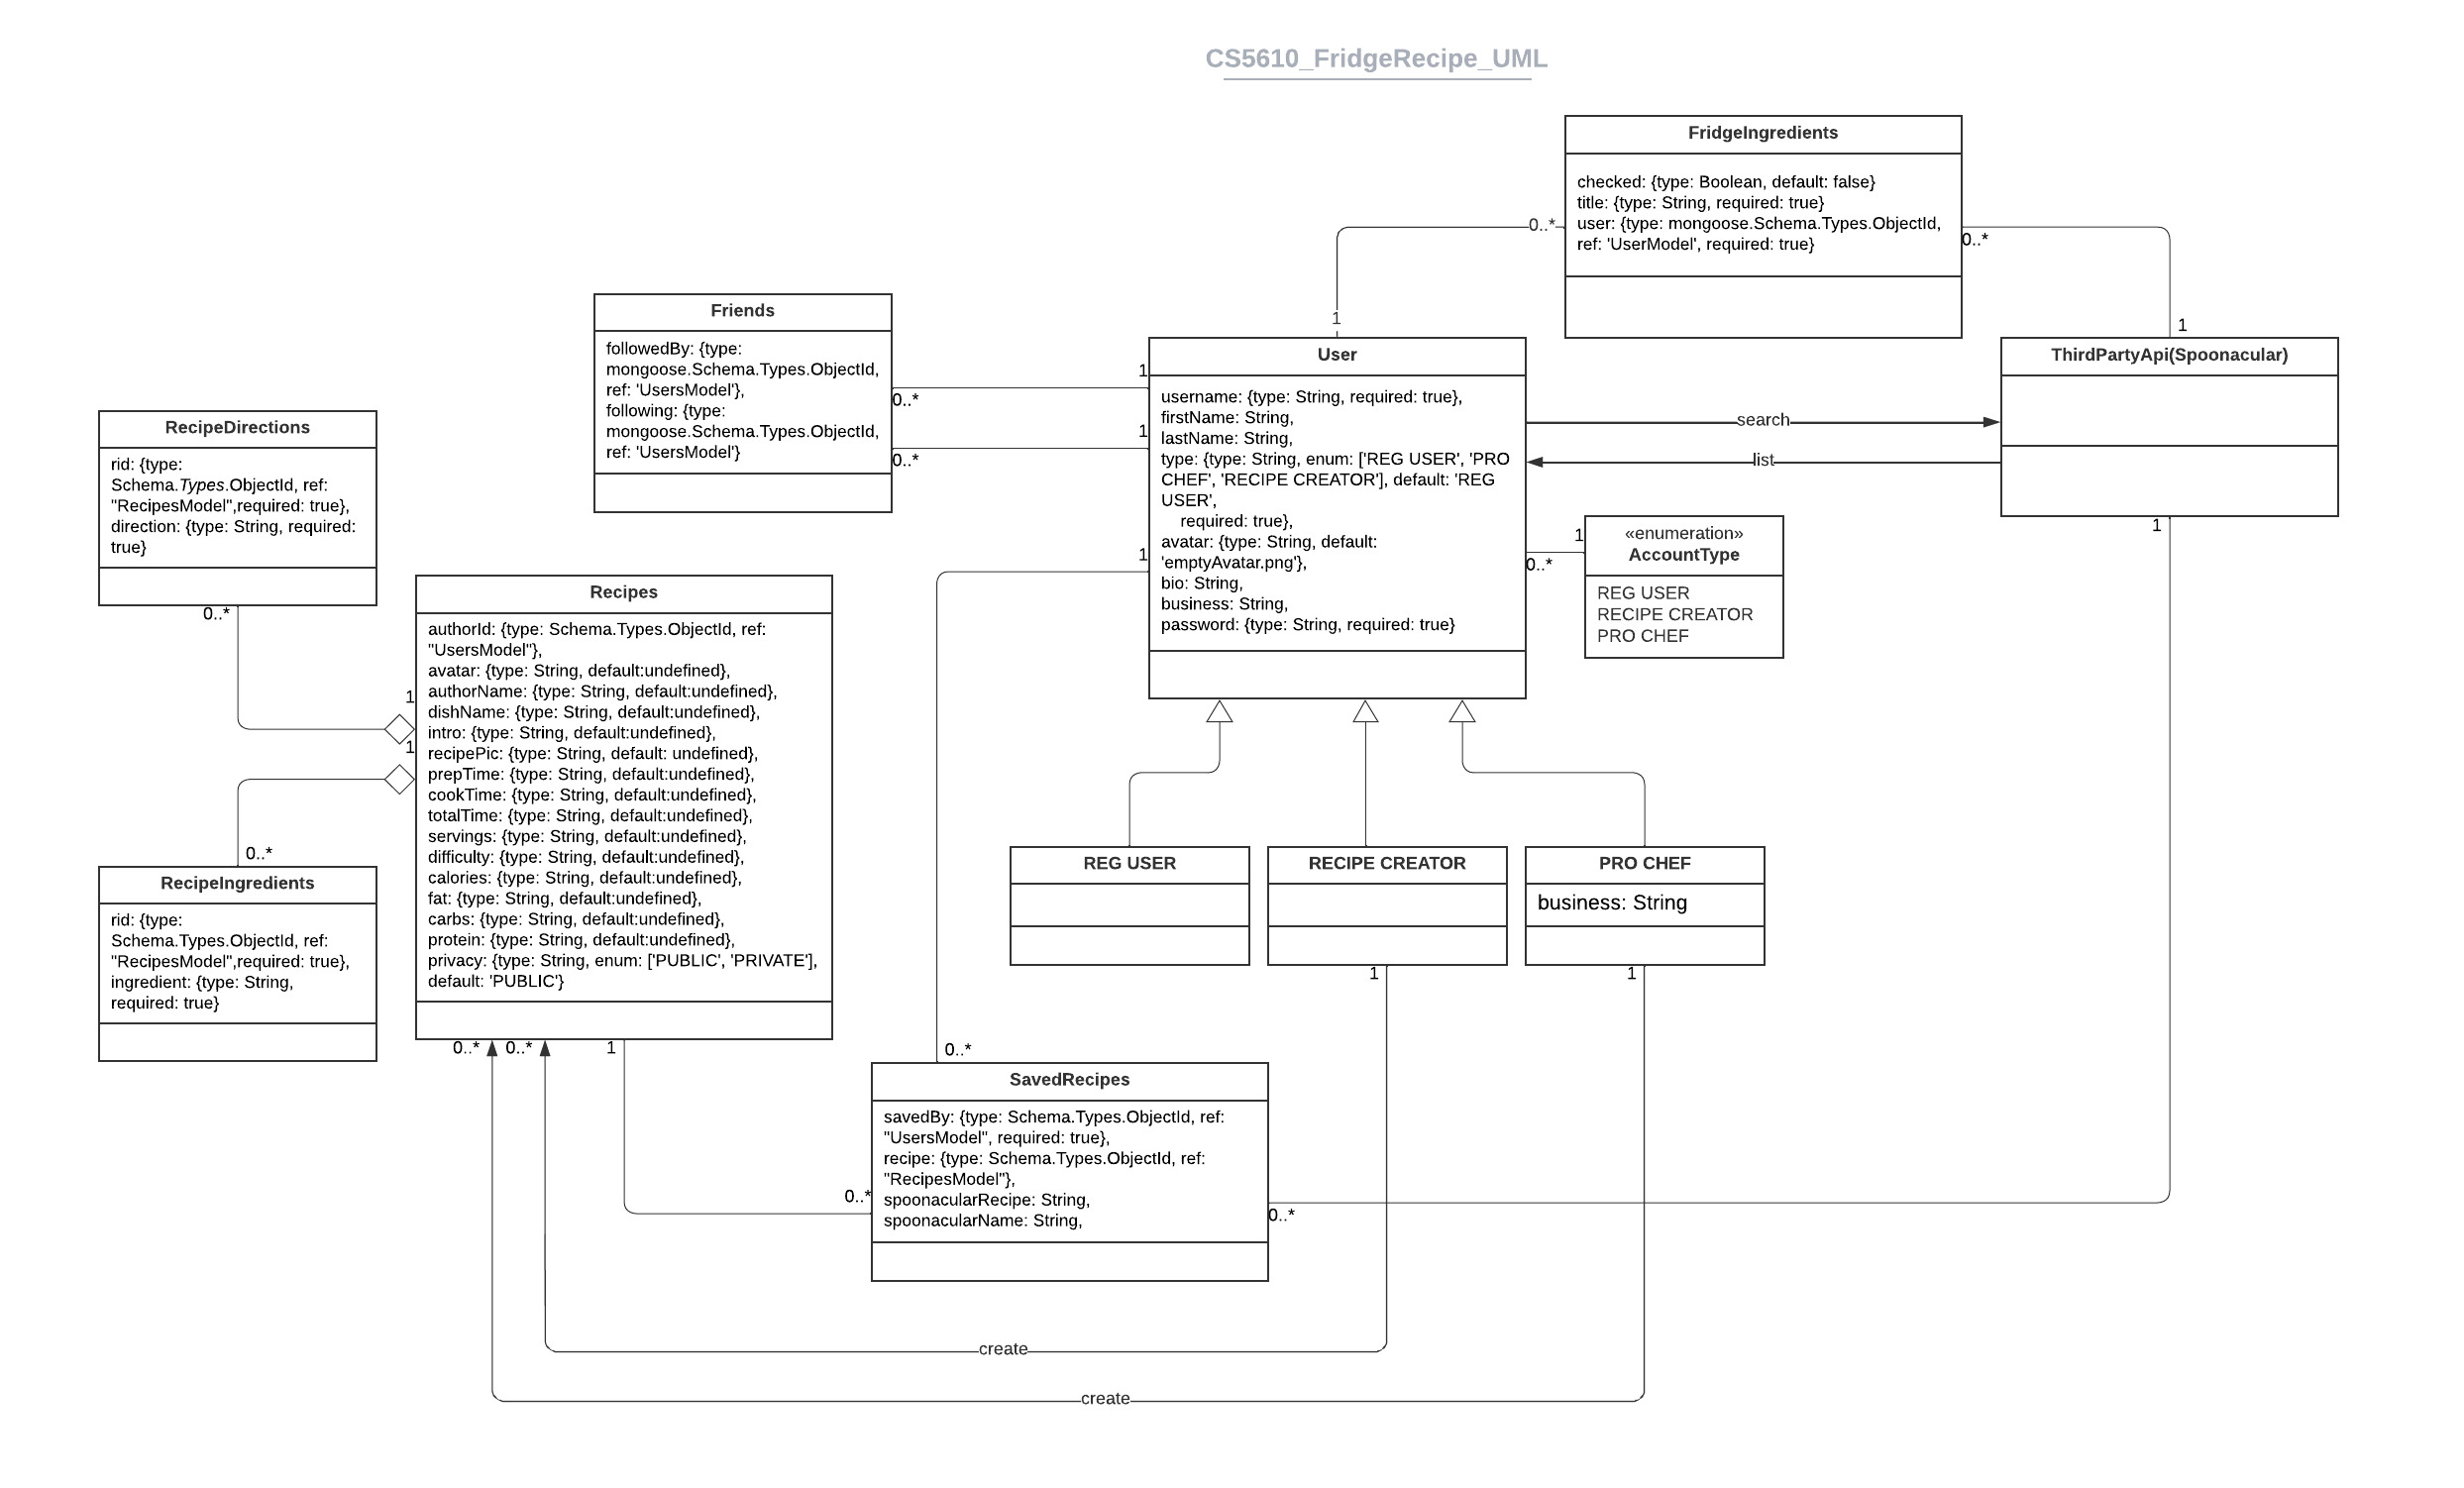 CS5610_FridgeRecipe_UML
FridgeIngredients
checked: {type: Boolean, default: false}
title: {type: String, required: true}
user: {type: mongoose.Schema.Types.ObjectId,
ref: 'UserModel', required: true}
0..*
0..*
1
1
Friends
followedBy: {type:
mongoose.Schema.Types.ObjectId,
ref: 'UsersModel'},
following: {type:
mongoose.Schema.Types.ObjectId,
ref: 'UsersModel'}
1
0..*
1
0..*
User
username: {type: String, required: true},
firstName: String,
lastName: String,
type: {type: String, enum: ['REG USER', 'PRO
CHEF', 'RECIPE CREATOR'], default: 'REG
USER',
required: true},
avatar: {type: String, default:
'emptyAvatar.png'},
bio: String,
business: String,
password: {type: String, required: true}
1
search
list
ThirdPartyApi(Spoonacular)
1
1
0..*
«enumeration»
AccountType
REG USER
RECIPE CREATOR
PRO CHEF
RecipeDirections
rid: {type:
Schema.Types.ObjectId, ref:
"RecipesModel",required: true},
direction: {type: String, required:
true}
0..*
1
1
0..*
RecipeIngredients
rid: {type:
Schema.Types.ObjectId, ref:
"RecipesModel",required: true},
ingredient: {type: String,
required: true}
Recipes
authorId: {type: Schema.Types.ObjectId, ref:
"UsersModel"},
avatar: {type: String, default:undefined},
authorName: {type: String, default:undefined},
dishName: {type: String, default:undefined},
intro: {type: String, default:undefined},
recipePic: {type: String, default: undefined},
prepTime: {type: String, default:undefined},
cookTime: {type: String, default:undefined},
totalTime: {type: String, default:undefined},
servings: {type: String, default:undefined},
difficulty: {type: String, default:undefined},
calories: {type: String, default:undefined},
fat: {type: String, default:undefined},
carbs: {type: String, default:undefined},
protein: {type: String, default:undefined},
privacy: {type: String, enum: ['PUBLIC', 'PRIVATE'],
default: 'PUBLIC'}
0..*
0..*
1
REG USER
RECIPE CREATOR
PRO CHEF
business: String
1
1
0..*
SavedRecipes
savedBy: {type: Schema.Types.ObjectId, ref:
"UsersModel", required: true},
recipe: {type: Schema.Types.ObjectId, ref:
"RecipesModel"},
spoonacularRecipe: String,
spoonacularName: String,
0..*
0..*
create
create